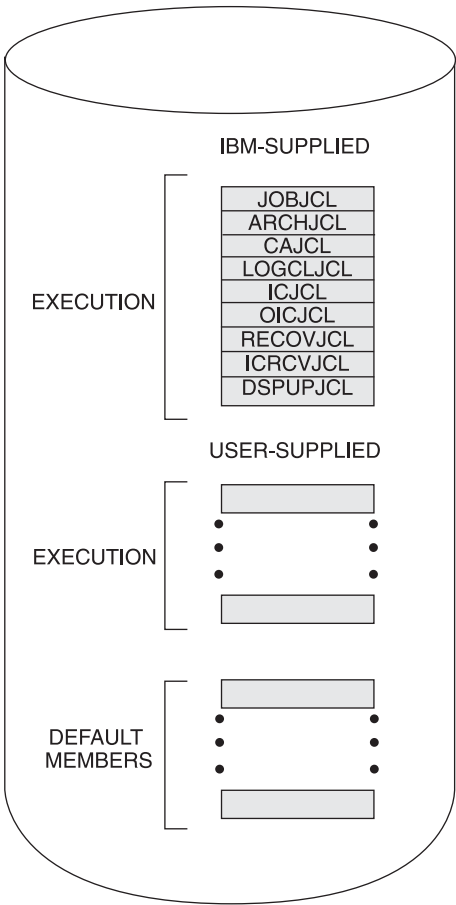 IBM-SUPPLIED
EXECUTION
JOBJCL
ARCHJCL
CAJCL
LOGCLJCL
ICJCL
OICJCL
RECOVJCL
ICRCVJCL
DSPUPJCL
USER-SUPPLIED
EXECUTION
DEFAULT
MEMBERS